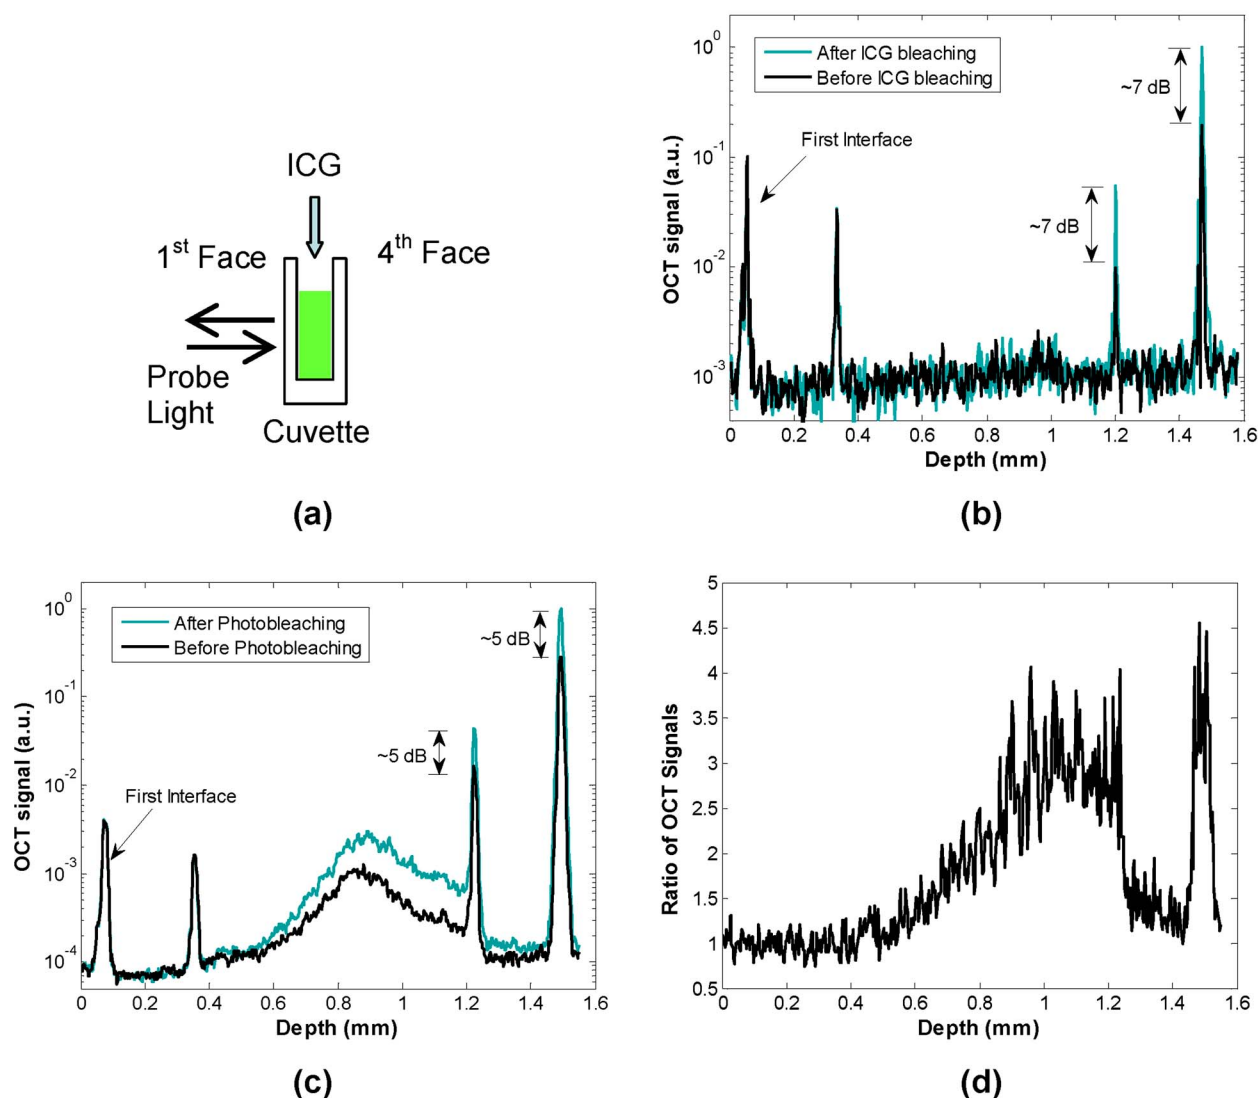 ICG
1st Face
4th Face
Probe
Light
Cuvette
(a)
After ICG bleaching
Before ICG bleaching
First Interface
~7 dB
~7 dB
OCT signal (a.u.)
10^0
10^-1
10^-2
10^-3
0 0.2 0.4 0.6 0.8 1 1.2 1.4 1.6
Depth (mm)
(b)
After Photobleaching
Before Photobleaching
First Interface
~5 dB
~5 dB
OCT signal (a.u.)
10^0
10^-1
10^-2
10^-3
10^-4
0 0.2 0.4 0.6 0.8 1 1.2 1.4 1.6
Depth (mm)
(c)
Ratio of OCT Signals
5
4.5
4
3.5
3
2.5
2
1.5
1
0.5
0 0.2 0.4 0.6 0.8 1 1.2 1.4 1.6
Depth (mm)
(d)